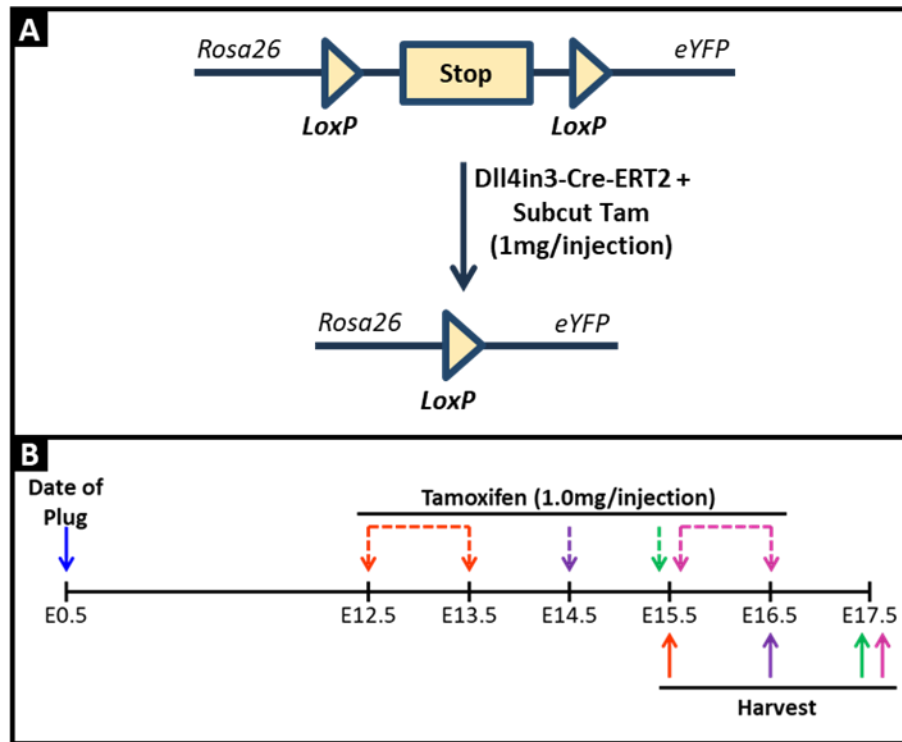 A
Rosa26
eYFP
Stop
LoxP
LoxP
Dll4in3-Cre-ERT2 +
Subcut Tam
(1mg/injection)
Rosa26
eYFP
LoxP
B
Date of
Plug
Tamoxifen (1.0mg/injection)
E0.5
E12.5
E13.5
E14.5
E15.5
E16.5
E17.5
Harvest